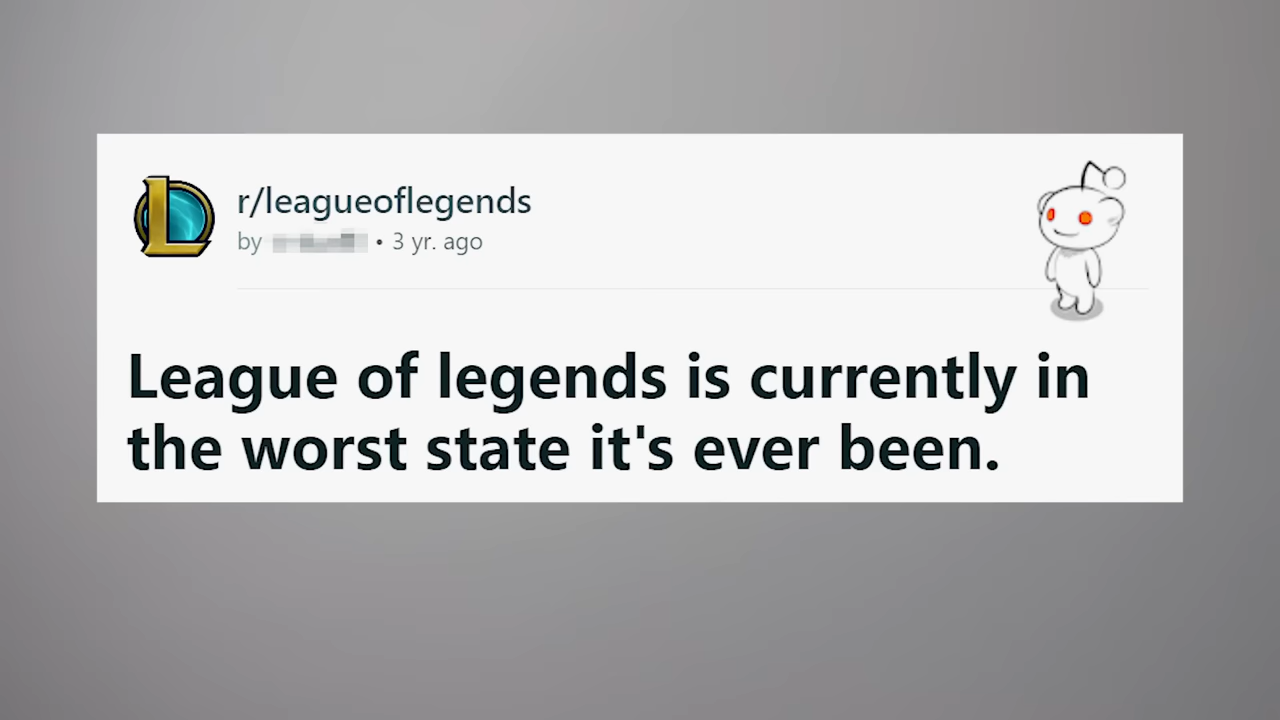 r/leagueoflegends
by • 3 yr. ago
League of legends is currently in
the worst state it's ever been.